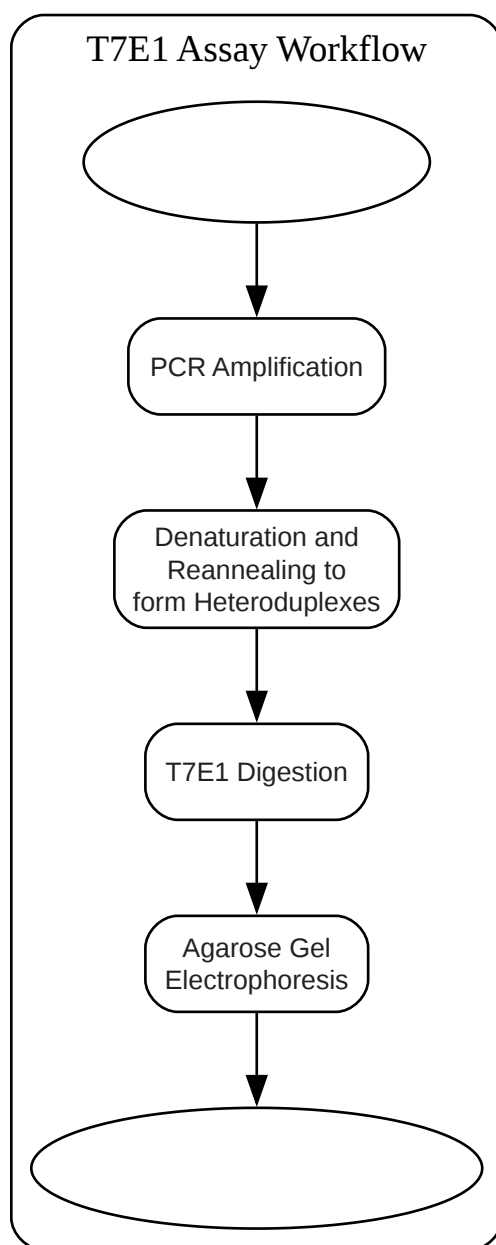 T7E1 Assay Workflow
PCR Amplification
Denaturation and
Reannealing to
form Heteroduplexes
T7E1 Digestion
Agarose Gel
Electrophoresis